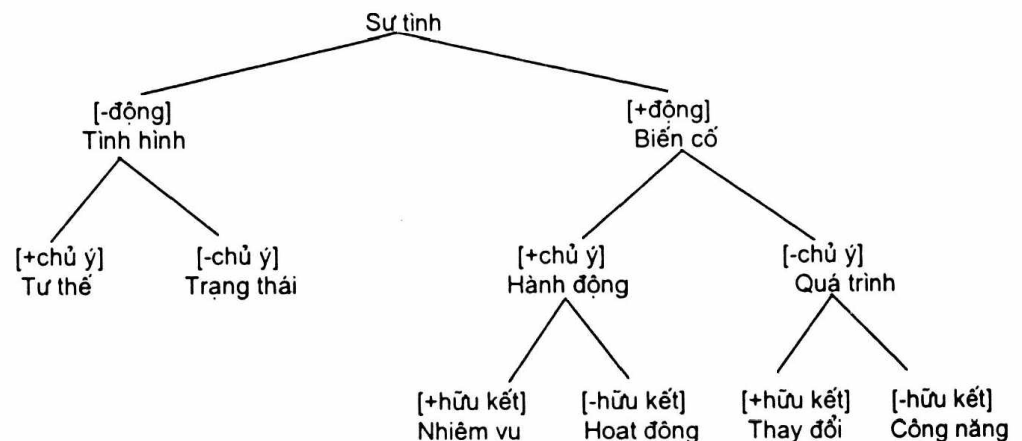 Sự tình
[-động] [+động]
Tình hình Biến cố
[+chủ ý] [-chủ ý] [+chủ ý] [-chủ ý]
Tư thế Trạng thái Hành động Quá trình
[+hữu kết] [-hữu kết] [+hữu kết] [-hữu kết]
Nhiệm vụ Hoạt động Thay đổi Công năng